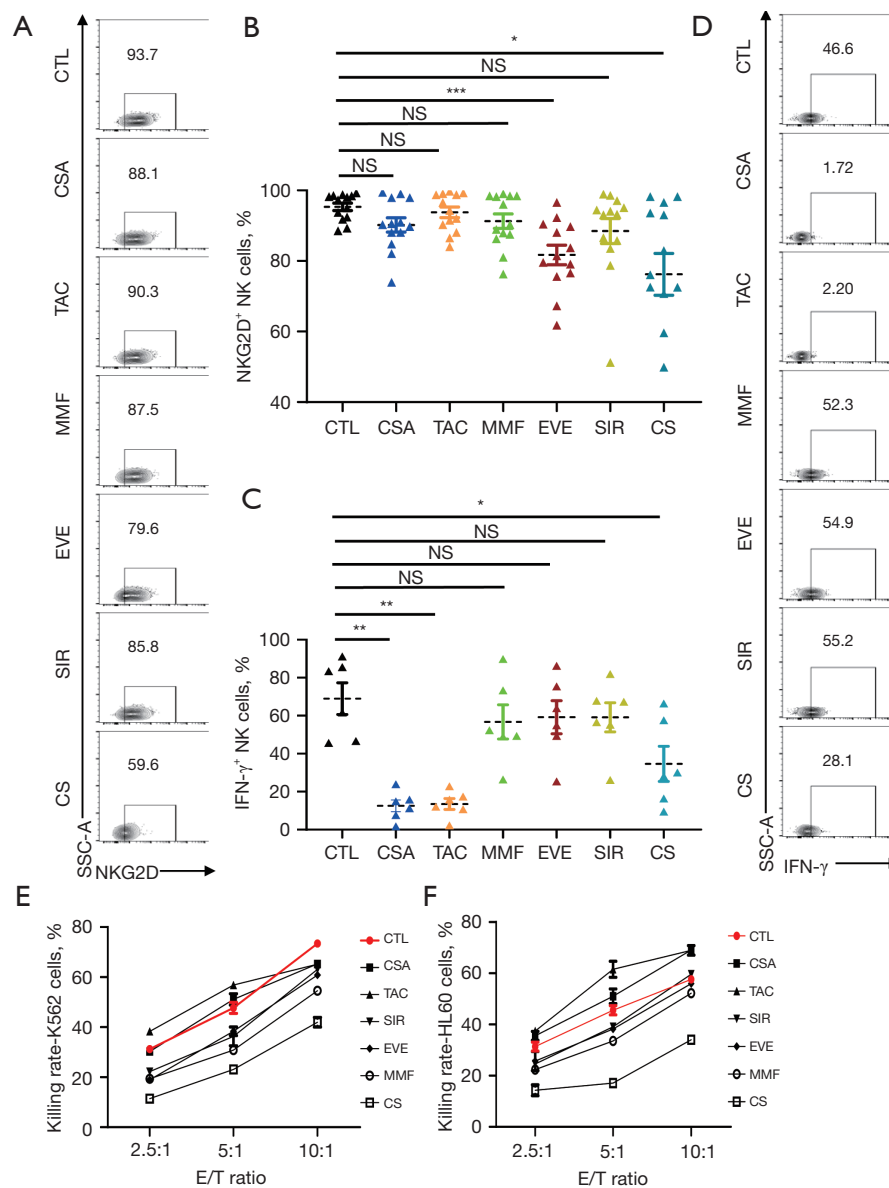 A
SSC-A
CTL
93.7
CSA
88.1
TAC
90.3
MMF
87.5
EVE
79.6
SIR
85.8
CS
59.6
NKG2D
B
*
NS
***
NS
NS
NS
NKG2D+ NK cells, %
100
80
60
40
CTL CSA TAC MMF EVE SIR CS
C
*
NS
NS
NS
**
**
IFN-γ+ NK cells, %
100
80
60
40
20
0
CTL CSA TAC MMF EVE SIR CS
D
SSC-A
CTL
46.6
CSA
1.72
TAC
2.20
MMF
52.3
EVE
54.9
SIR
55.2
CS
28.1
IFN-γ
E
Killing rate-K562 cells, %
80
60
40
20
0
2.5:1 5:1 10:1
E/T ratio
CTL
CSA
TAC
SIR
EVE
MMF
CS
F
Killing rate-HL60 cells, %
80
60
40
20
0
2.5:1 5:1 10:1
E/T ratio
CTL
CSA
TAC
SIR
EVE
MMF
CS